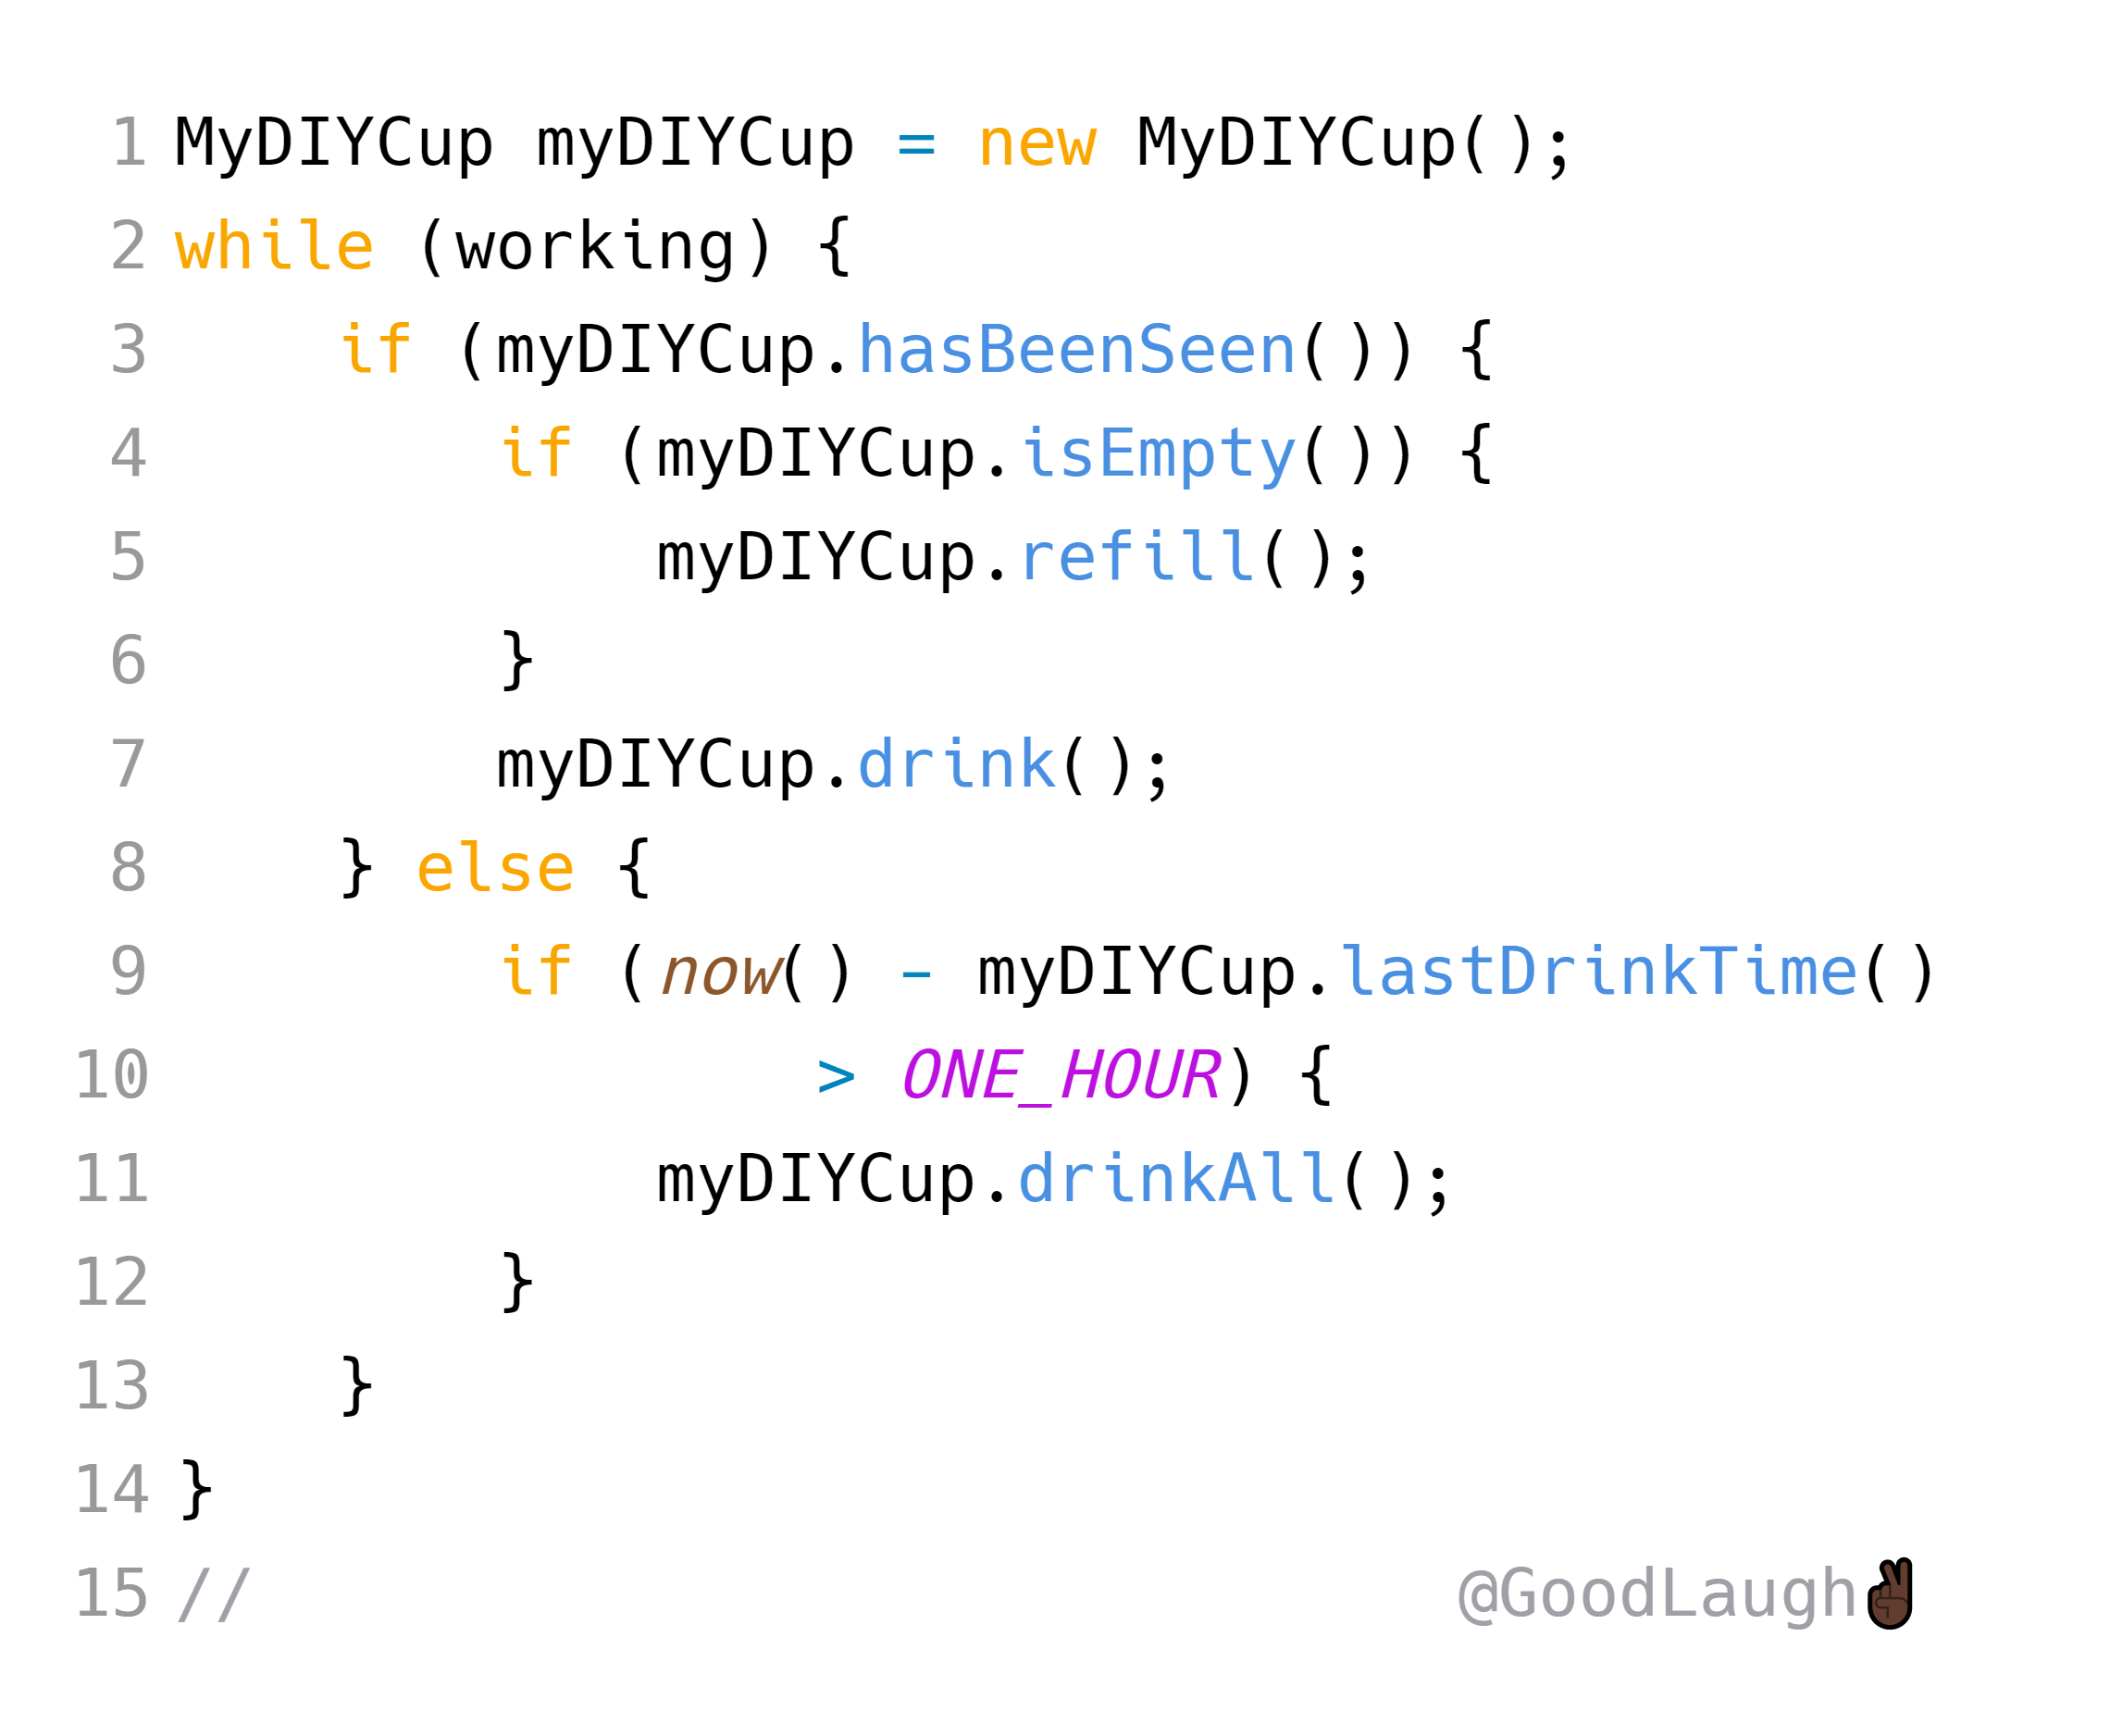 1 MyDIYCup myDIYCup = new MyDIYCup();
2 while (working) {
3     if (myDIYCup.hasBeenSeen()) {
4         if (myDIYCup.isEmpty()) {
5             myDIYCup.refill();
6         }
7         myDIYCup.drink();
8     } else {
9         if (now() - myDIYCup.lastDrinkTime()
10                 > ONE_HOUR) {
11             myDIYCup.drinkAll();
12         }
13     }
14 }
15 //                              @GoodLaugh✌🏿